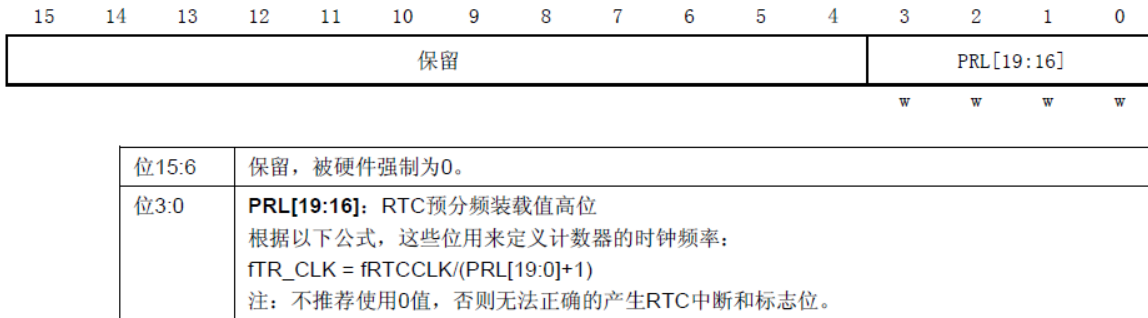 15 14 13 12 11 10 9 8 7 6 5 4 3 2 1 0
保留 PRL[19:16]
w w w w
位15:6 保留，被硬件强制为0。
位3:0 PRL[19:16]：RTC预分频装载值高位
根据以下公式，这些位用来定义计数器的时钟频率：
fTR_CLK = fRTCCLK/(PRL[19:0]+1)
注：不推荐使用0值，否则无法正确的产生RTC中断和标志位。